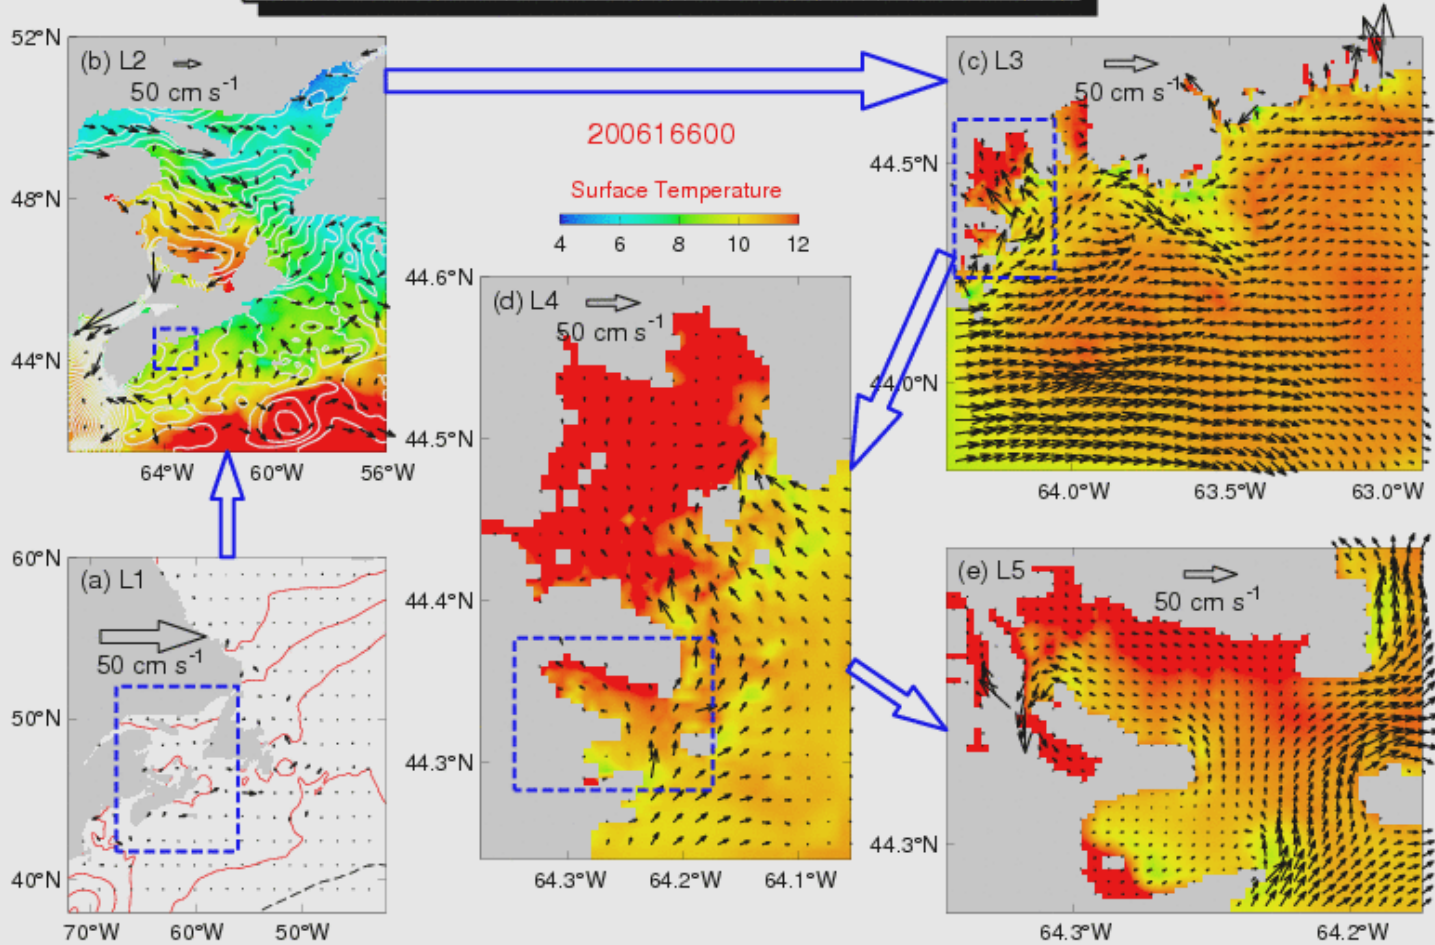 52°N
48°N
44°N
(b) L2
50 cm s⁻¹
64°W 60°W 56°W
200616600
Surface Temperature
4 6 8 10 12
(c) L3
50 cm s⁻¹
44.5°N
44.0°N
64.0°W 63.5°W 63.0°W
(d) L4
50 cm s⁻¹
44.6°N
44.5°N
44.4°N
44.3°N
64.3°W 64.2°W 64.1°W
(a) L1
50 cm s⁻¹
60°N
50°N
40°N
70°W 60°W 50°W
(e) L5
50 cm s⁻¹
44.3°N
64.3°W 64.2°W